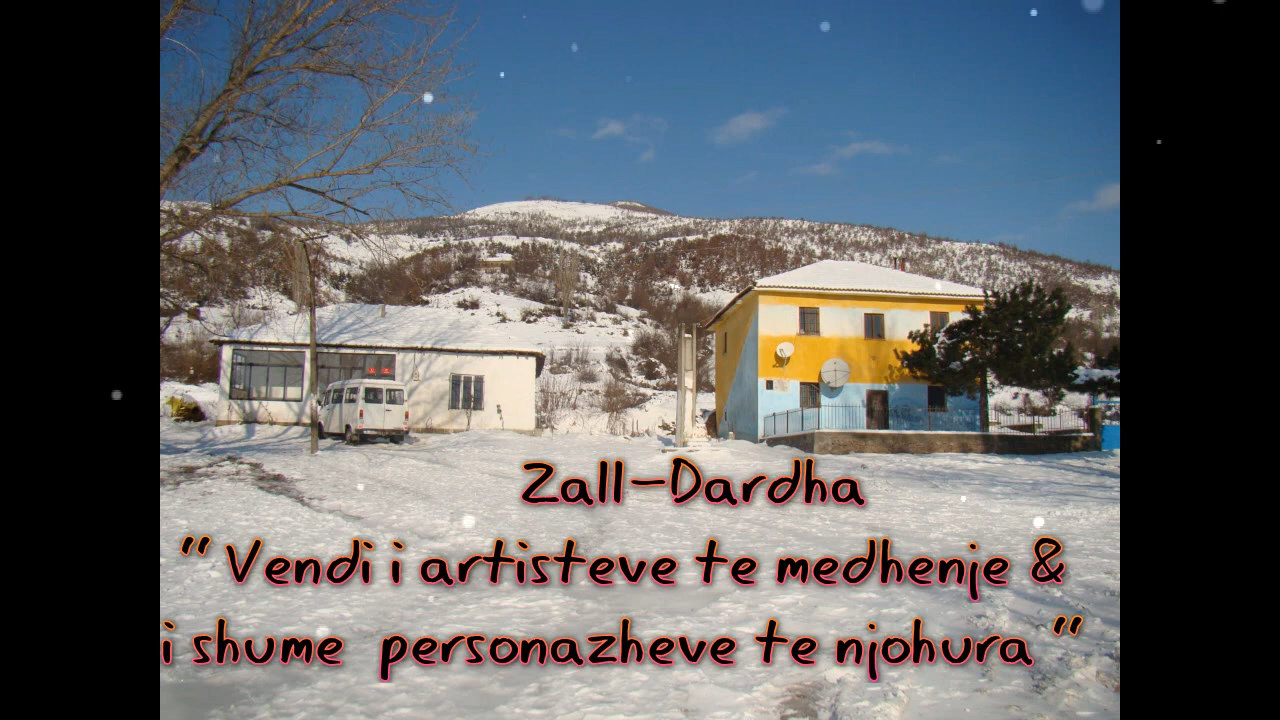 Zall-Dardha
"Vendi i artisteve te medhenje &
i shume personazheve te njohura"